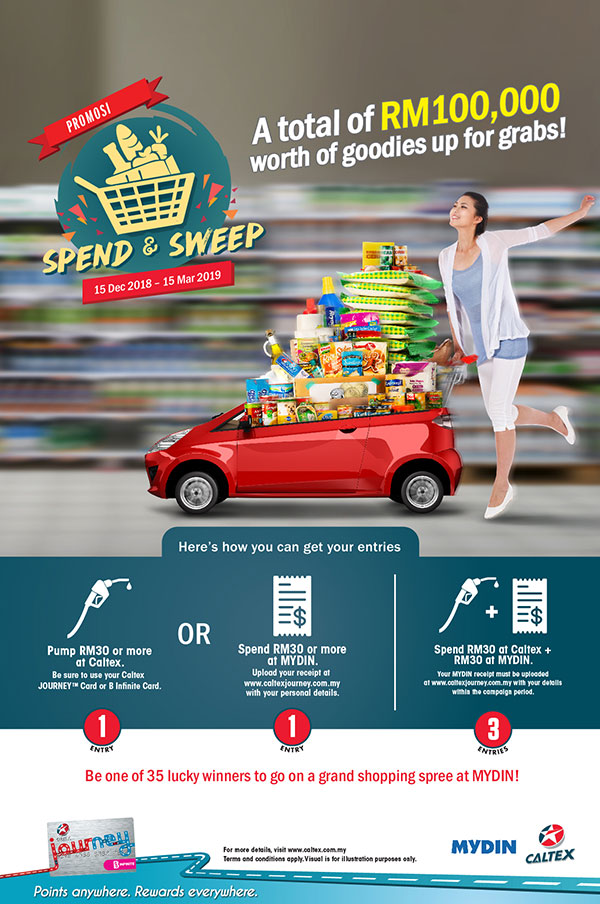 PROMOSI
SPEND & SWEEP
15 Dec 2018 – 15 Mar 2019
A total of RM100,000
worth of goodies up for grabs!
Here's how you can get your entries
Pump RM30 or more
at Caltex.
Be sure to use your Caltex
JOURNEY™ Card or B Infinite Card.
1
ENTRY
OR
Spend RM30 or more
at MYDIN.
Upload your receipt at
www.caltexjourney.com.my
with your personal details.
1
ENTRY
Spend RM30 at Caltex +
RM30 at MYDIN.
Your MYDIN receipt must be uploaded
at www.caltexjourney.com.my with your details
within the campaign period.
3
ENTRIES
Be one of 35 lucky winners to go on a grand shopping spree at MYDIN!
journey
B INFINITE
For more details, visit www.caltex.com.my
Terms and conditions apply. Visual is for illustration purposes only.
MYDIN
CALTEX
Points anywhere. Rewards everywhere.